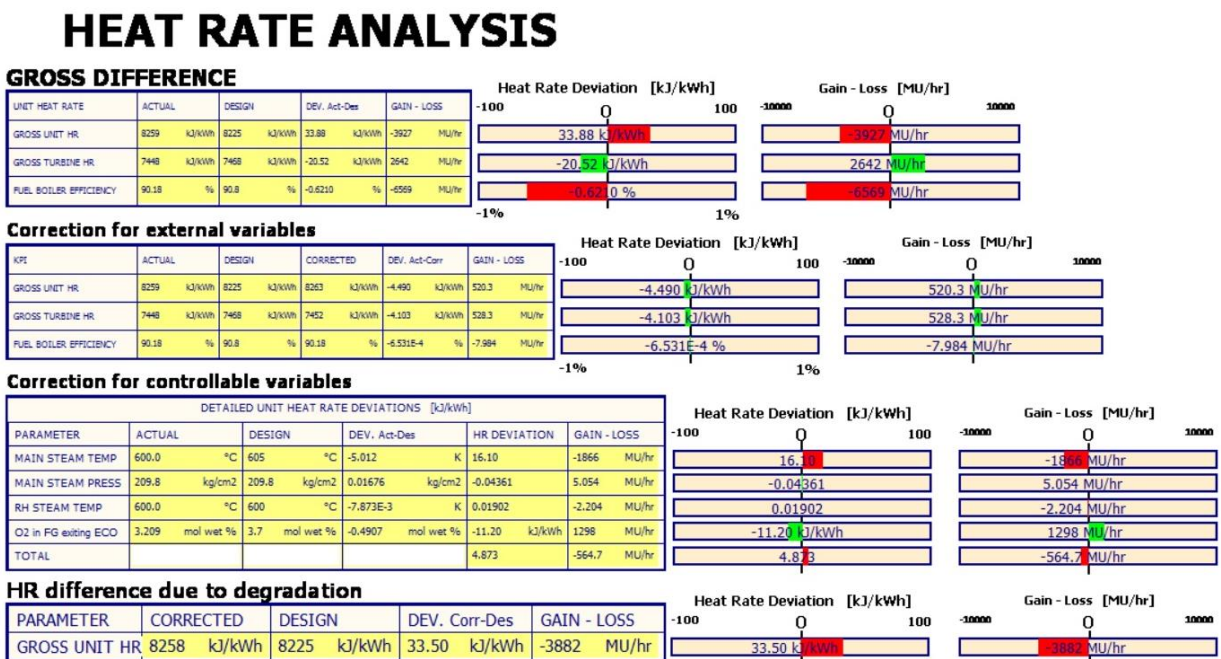 HEAT RATE ANALYSIS
GROSS DIFFERENCE
Heat Rate Deviation [kJ/kWh] Gain - Loss [MU/hr]
-100 0 100 -10000 0 10000
UNIT HEAT RATE ACTUAL DESIGN DEV. Act-Des GAIN - LOSS
GROSS UNIT HR 8259 kJ/kWh 8225 kJ/kWh 33.88 kJ/kWh -3927 MU/hr 33.88 kJ/kWh -3927 MU/hr
GROSS TURBINE HR 7448 kJ/kWh 7468 kJ/kWh -20.52 kJ/kWh 2642 MU/hr -20.52 kJ/kWh 2642 MU/hr
FUEL BOILER EFFICIENCY 90.18 % 90.8 % -0.6210 % -6569 MU/hr -0.6210 % -6569 MU/hr
-1% 1%
Correction for external variables
Heat Rate Deviation [kJ/kWh] Gain - Loss [MU/hr]
-100 0 100 -10000 0 10000
KPI ACTUAL DESIGN CORRECTED DEV. Act-Corr GAIN - LOSS
GROSS UNIT HR 8259 kJ/kWh 8225 kJ/kWh 8263 kJ/kWh -4.490 kJ/kWh 520.3 MU/hr -4.490 kJ/kWh 520.3 MU/hr
GROSS TURBINE HR 7448 kJ/kWh 7468 kJ/kWh 7452 kJ/kWh -4.103 kJ/kWh 528.3 MU/hr -4.103 kJ/kWh 528.3 MU/hr
FUEL BOILER EFFICIENCY 90.18 % 90.8 % 90.18 % -6.531E-4 % -7.984 MU/hr -6.531E-4 % -7.984 MU/hr
-1% 1%
Correction for controllable variables
DETAILED UNIT HEAT RATE DEVIATIONS [kJ/kWh]
Heat Rate Deviation [kJ/kWh] Gain - Loss [MU/hr]
-100 0 100 -10000 0 10000
PARAMETER ACTUAL DESIGN DEV. Act-Des HR DEVIATION GAIN - LOSS
MAIN STEAM TEMP 600.0 °C 605 °C -5.012 K 16.10 -1866 MU/hr 16.10 -1866 MU/hr
MAIN STEAM PRESS 209.8 kg/cm2 209.8 kg/cm2 0.01676 kg/cm2 -0.04361 5.054 MU/hr -0.04361 5.054 MU/hr
RH STEAM TEMP 600.0 °C 600 °C -7.873E-3 K 0.01902 -2.204 MU/hr 0.01902 -2.204 MU/hr
O2 in FG exiting ECO 3.209 mol wet % 3.7 mol wet % -0.4907 mol wet % -11.20 kJ/kWh 1298 MU/hr -11.20 kJ/kWh 1298 MU/hr
TOTAL 4.873 -564.7 MU/hr 4.873 -564.7 MU/hr
HR difference due to degradation
Heat Rate Deviation [kJ/kWh] Gain - Loss [MU/hr]
-100 0 100 -10000 0 10000
PARAMETER CORRECTED DESIGN DEV. Corr-Des GAIN - LOSS
GROSS UNIT HR 8258 kJ/kWh 8225 kJ/kWh 33.50 kJ/kWh -3882 MU/hr 33.50 kJ/kWh -3882 MU/hr